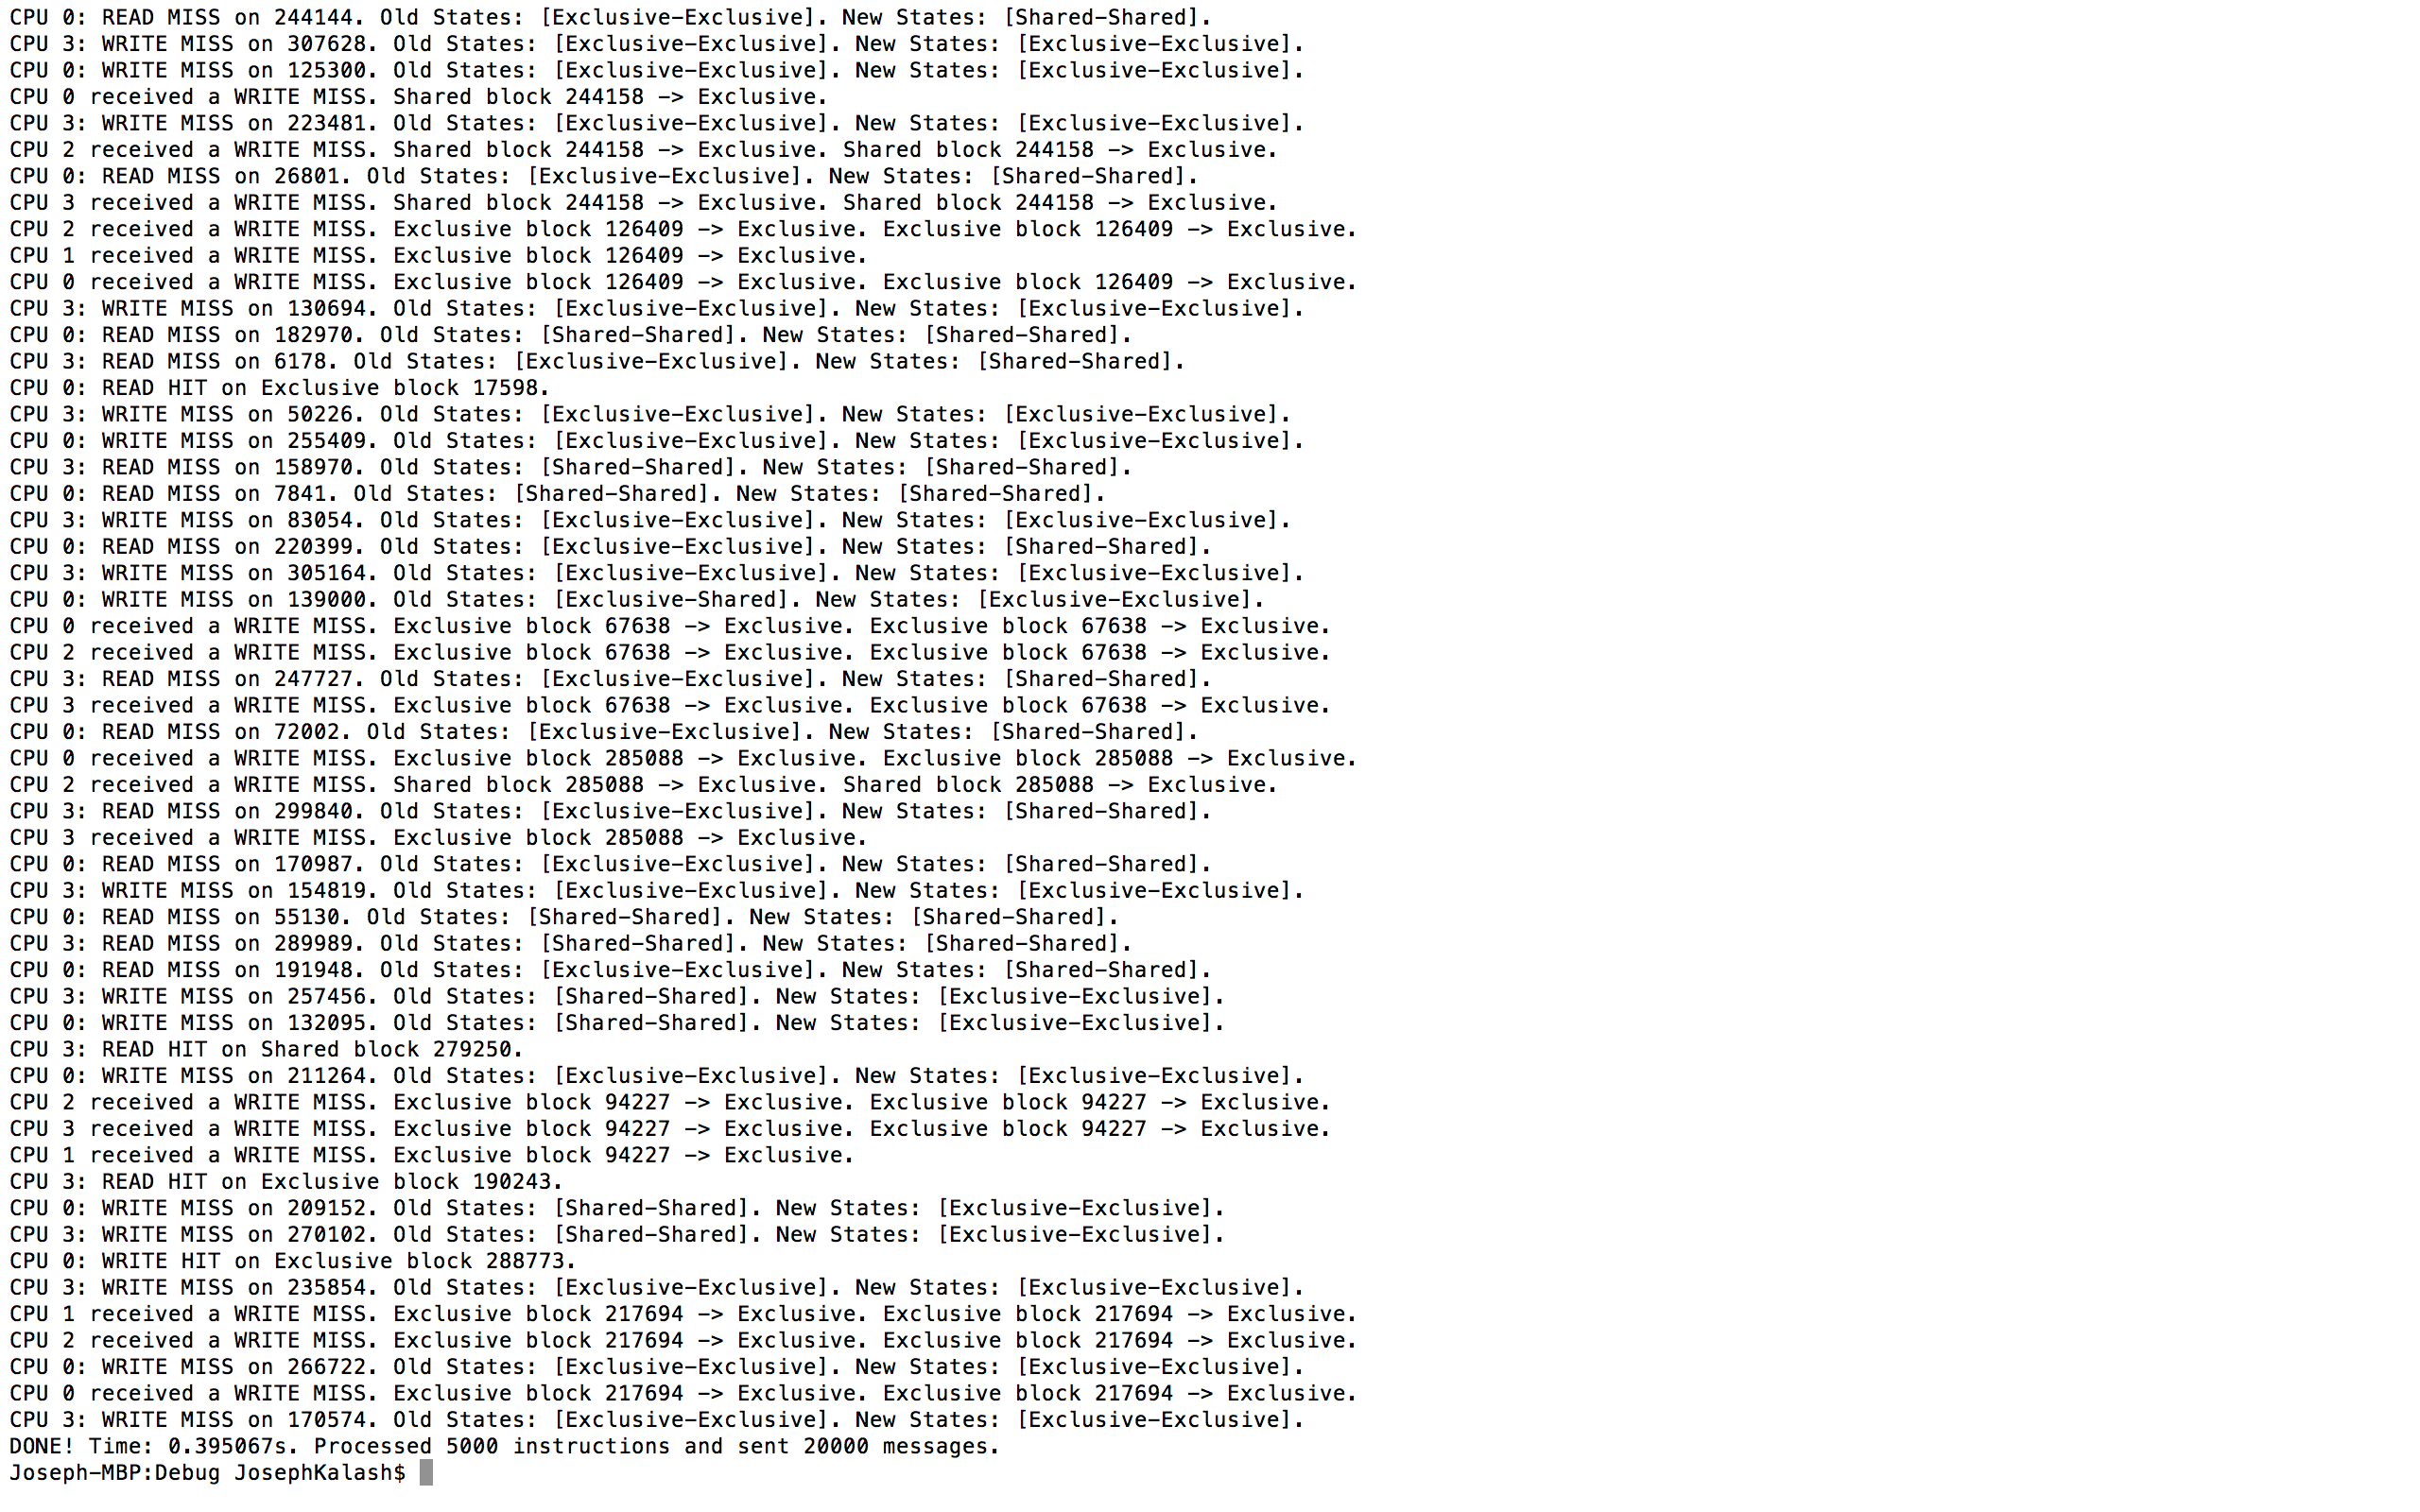 CPU 0: READ MISS on 244144. Old States: [Exclusive-Exclusive]. New States: [Shared-Shared].
CPU 3: WRITE MISS on 307628. Old States: [Exclusive-Exclusive]. New States: [Exclusive-Exclusive].
CPU 0: WRITE MISS on 125300. Old States: [Exclusive-Exclusive]. New States: [Exclusive-Exclusive].
CPU 0 received a WRITE MISS. Shared block 244158 -> Exclusive.
CPU 3: WRITE MISS on 223481. Old States: [Exclusive-Exclusive]. New States: [Exclusive-Exclusive].
CPU 2 received a WRITE MISS. Shared block 244158 -> Exclusive. Shared block 244158 -> Exclusive.
CPU 0: READ MISS on 26801. Old States: [Exclusive-Exclusive]. New States: [Shared-Shared].
CPU 3 received a WRITE MISS. Shared block 244158 -> Exclusive. Shared block 244158 -> Exclusive.
CPU 2 received a WRITE MISS. Exclusive block 126409 -> Exclusive. Exclusive block 126409 -> Exclusive.
CPU 1 received a WRITE MISS. Exclusive block 126409 -> Exclusive.
CPU 0 received a WRITE MISS. Exclusive block 126409 -> Exclusive. Exclusive block 126409 -> Exclusive.
CPU 3: WRITE MISS on 130694. Old States: [Exclusive-Exclusive]. New States: [Exclusive-Exclusive].
CPU 0: READ MISS on 182970. Old States: [Shared-Shared]. New States: [Shared-Shared].
CPU 3: READ MISS on 6178. Old States: [Exclusive-Exclusive]. New States: [Shared-Shared].
CPU 0: READ HIT on Exclusive block 17598.
CPU 3: WRITE MISS on 50226. Old States: [Exclusive-Exclusive]. New States: [Exclusive-Exclusive].
CPU 0: WRITE MISS on 255409. Old States: [Exclusive-Exclusive]. New States: [Exclusive-Exclusive].
CPU 3: READ MISS on 158970. Old States: [Shared-Shared]. New States: [Shared-Shared].
CPU 0: READ MISS on 7841. Old States: [Shared-Shared]. New States: [Shared-Shared].
CPU 3: WRITE MISS on 83054. Old States: [Exclusive-Exclusive]. New States: [Exclusive-Exclusive].
CPU 0: READ MISS on 220399. Old States: [Exclusive-Exclusive]. New States: [Shared-Shared].
CPU 3: WRITE MISS on 305164. Old States: [Exclusive-Exclusive]. New States: [Exclusive-Exclusive].
CPU 0: WRITE MISS on 139000. Old States: [Exclusive-Shared]. New States: [Exclusive-Exclusive].
CPU 0 received a WRITE MISS. Exclusive block 67638 -> Exclusive. Exclusive block 67638 -> Exclusive.
CPU 2 received a WRITE MISS. Exclusive block 67638 -> Exclusive. Exclusive block 67638 -> Exclusive.
CPU 3: READ MISS on 247727. Old States: [Exclusive-Exclusive]. New States: [Shared-Shared].
CPU 3 received a WRITE MISS. Exclusive block 67638 -> Exclusive. Exclusive block 67638 -> Exclusive.
CPU 0: READ MISS on 72002. Old States: [Exclusive-Exclusive]. New States: [Shared-Shared].
CPU 0 received a WRITE MISS. Exclusive block 285088 -> Exclusive. Exclusive block 285088 -> Exclusive.
CPU 2 received a WRITE MISS. Shared block 285088 -> Exclusive. Shared block 285088 -> Exclusive.
CPU 3: READ MISS on 299840. Old States: [Exclusive-Exclusive]. New States: [Shared-Shared].
CPU 3 received a WRITE MISS. Exclusive block 285088 -> Exclusive.
CPU 0: READ MISS on 170987. Old States: [Exclusive-Exclusive]. New States: [Shared-Shared].
CPU 3: WRITE MISS on 154819. Old States: [Exclusive-Exclusive]. New States: [Exclusive-Exclusive].
CPU 0: READ MISS on 55130. Old States: [Shared-Shared]. New States: [Shared-Shared].
CPU 3: READ MISS on 289989. Old States: [Shared-Shared]. New States: [Shared-Shared].
CPU 0: READ MISS on 191948. Old States: [Exclusive-Exclusive]. New States: [Shared-Shared].
CPU 3: WRITE MISS on 257456. Old States: [Shared-Shared]. New States: [Exclusive-Exclusive].
CPU 0: WRITE MISS on 132095. Old States: [Shared-Shared]. New States: [Exclusive-Exclusive].
CPU 3: READ HIT on Shared block 279250.
CPU 0: WRITE MISS on 211264. Old States: [Exclusive-Exclusive]. New States: [Exclusive-Exclusive].
CPU 2 received a WRITE MISS. Exclusive block 94227 -> Exclusive. Exclusive block 94227 -> Exclusive.
CPU 3 received a WRITE MISS. Exclusive block 94227 -> Exclusive. Exclusive block 94227 -> Exclusive.
CPU 1 received a WRITE MISS. Exclusive block 94227 -> Exclusive.
CPU 3: READ HIT on Exclusive block 190243.
CPU 0: WRITE MISS on 209152. Old States: [Shared-Shared]. New States: [Exclusive-Exclusive].
CPU 3: WRITE MISS on 270102. Old States: [Shared-Shared]. New States: [Exclusive-Exclusive].
CPU 0: WRITE HIT on Exclusive block 288773.
CPU 3: WRITE MISS on 235854. Old States: [Exclusive-Exclusive]. New States: [Exclusive-Exclusive].
CPU 1 received a WRITE MISS. Exclusive block 217694 -> Exclusive. Exclusive block 217694 -> Exclusive.
CPU 2 received a WRITE MISS. Exclusive block 217694 -> Exclusive. Exclusive block 217694 -> Exclusive.
CPU 0: WRITE MISS on 266722. Old States: [Exclusive-Exclusive]. New States: [Exclusive-Exclusive].
CPU 0 received a WRITE MISS. Exclusive block 217694 -> Exclusive. Exclusive block 217694 -> Exclusive.
CPU 3: WRITE MISS on 170574. Old States: [Exclusive-Exclusive]. New States: [Exclusive-Exclusive].
DONE! Time: 0.395067s. Processed 5000 instructions and sent 20000 messages.
Joseph-MBP:Debug JosephKalash$